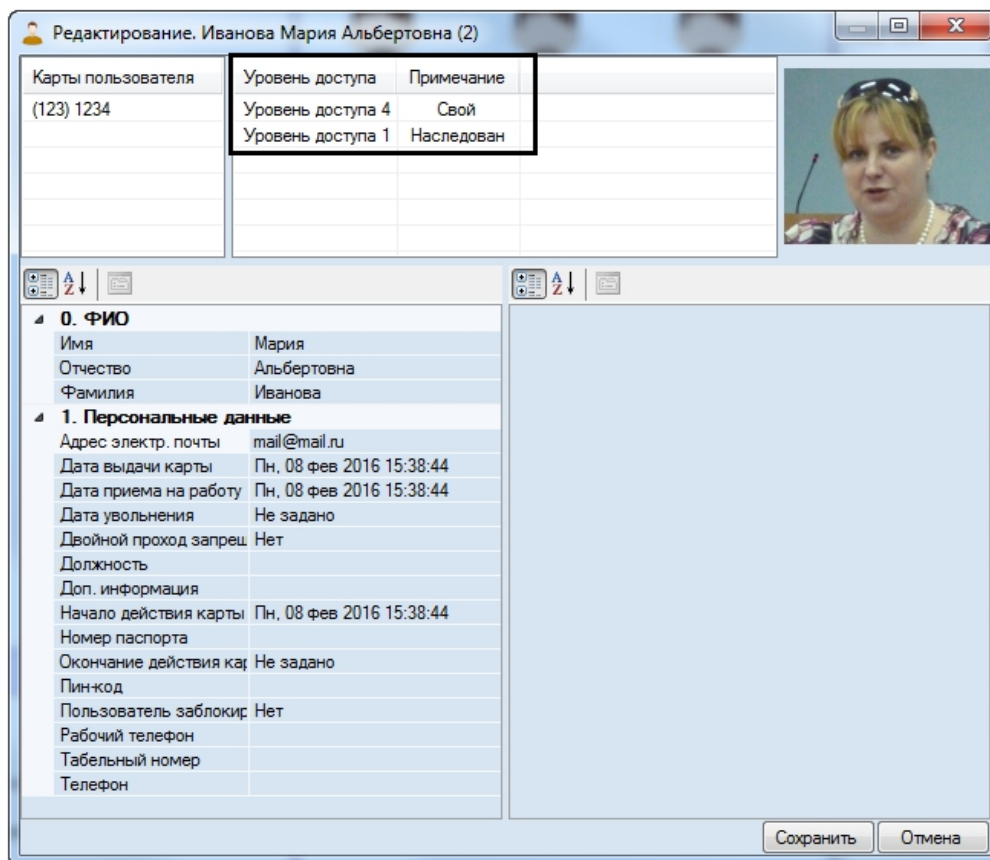 Редактирование. Иванова Мария Альбертовна (2)
Карты пользователя Уровень доступа Примечание
(123) 1234 Уровень доступа 4 Свой
Уровень доступа 1 Наследован
0. ФИО
Имя Мария
Отчество Альбертовна
Фамилия Иванова
1. Персональные данные
Адрес электр. почты mail@mail.ru
Дата выдачи карты Пн, 08 фев 2016 15:38:44
Дата приема на работу Пн, 08 фев 2016 15:38:44
Дата увольнения Не задано
Двойной проход запрещ Нет
Должность
Доп. информация
Начало действия карты Пн, 08 фев 2016 15:38:44
Номер паспорта
Окончание действия кар Не задано
Пин-код
Пользователь заблокир Нет
Рабочий телефон
Табельный номер
Телефон
Сохранить Отмена